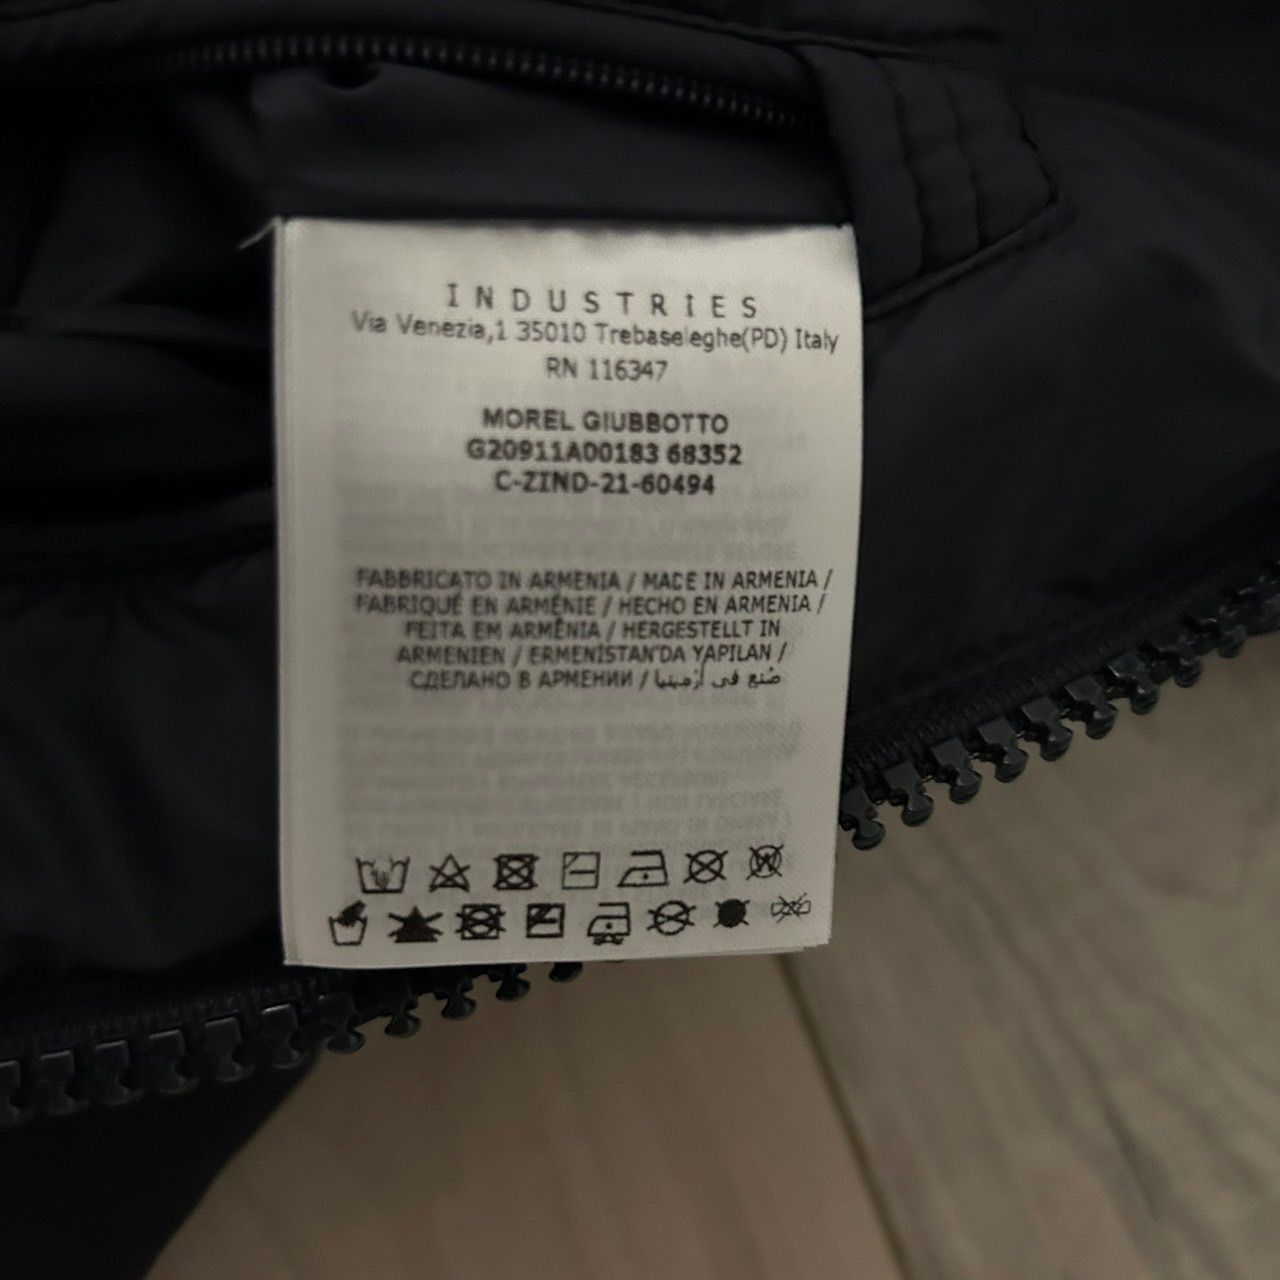 INDUSTRIES
Via Venezia,1 35010 Trebaseleghe(PD) Italy
RN 116347
MOREL GIUBBOTTO
G20911A00183 68352
C-ZIND-21-60494
FABBRICATO IN ARMENIA / MADE IN ARMENIA /
FABRIQUÉ EN ARMÉNIE / HECHO EN ARMENIA /
FEITA EM ARMÊNIA / HERGESTELLT IN
ARMENIEN / ERMENİSTAN'DA YAPILAN /
СДЕЛАНО В АРМЕНИИ / صُنع في أرمينيا